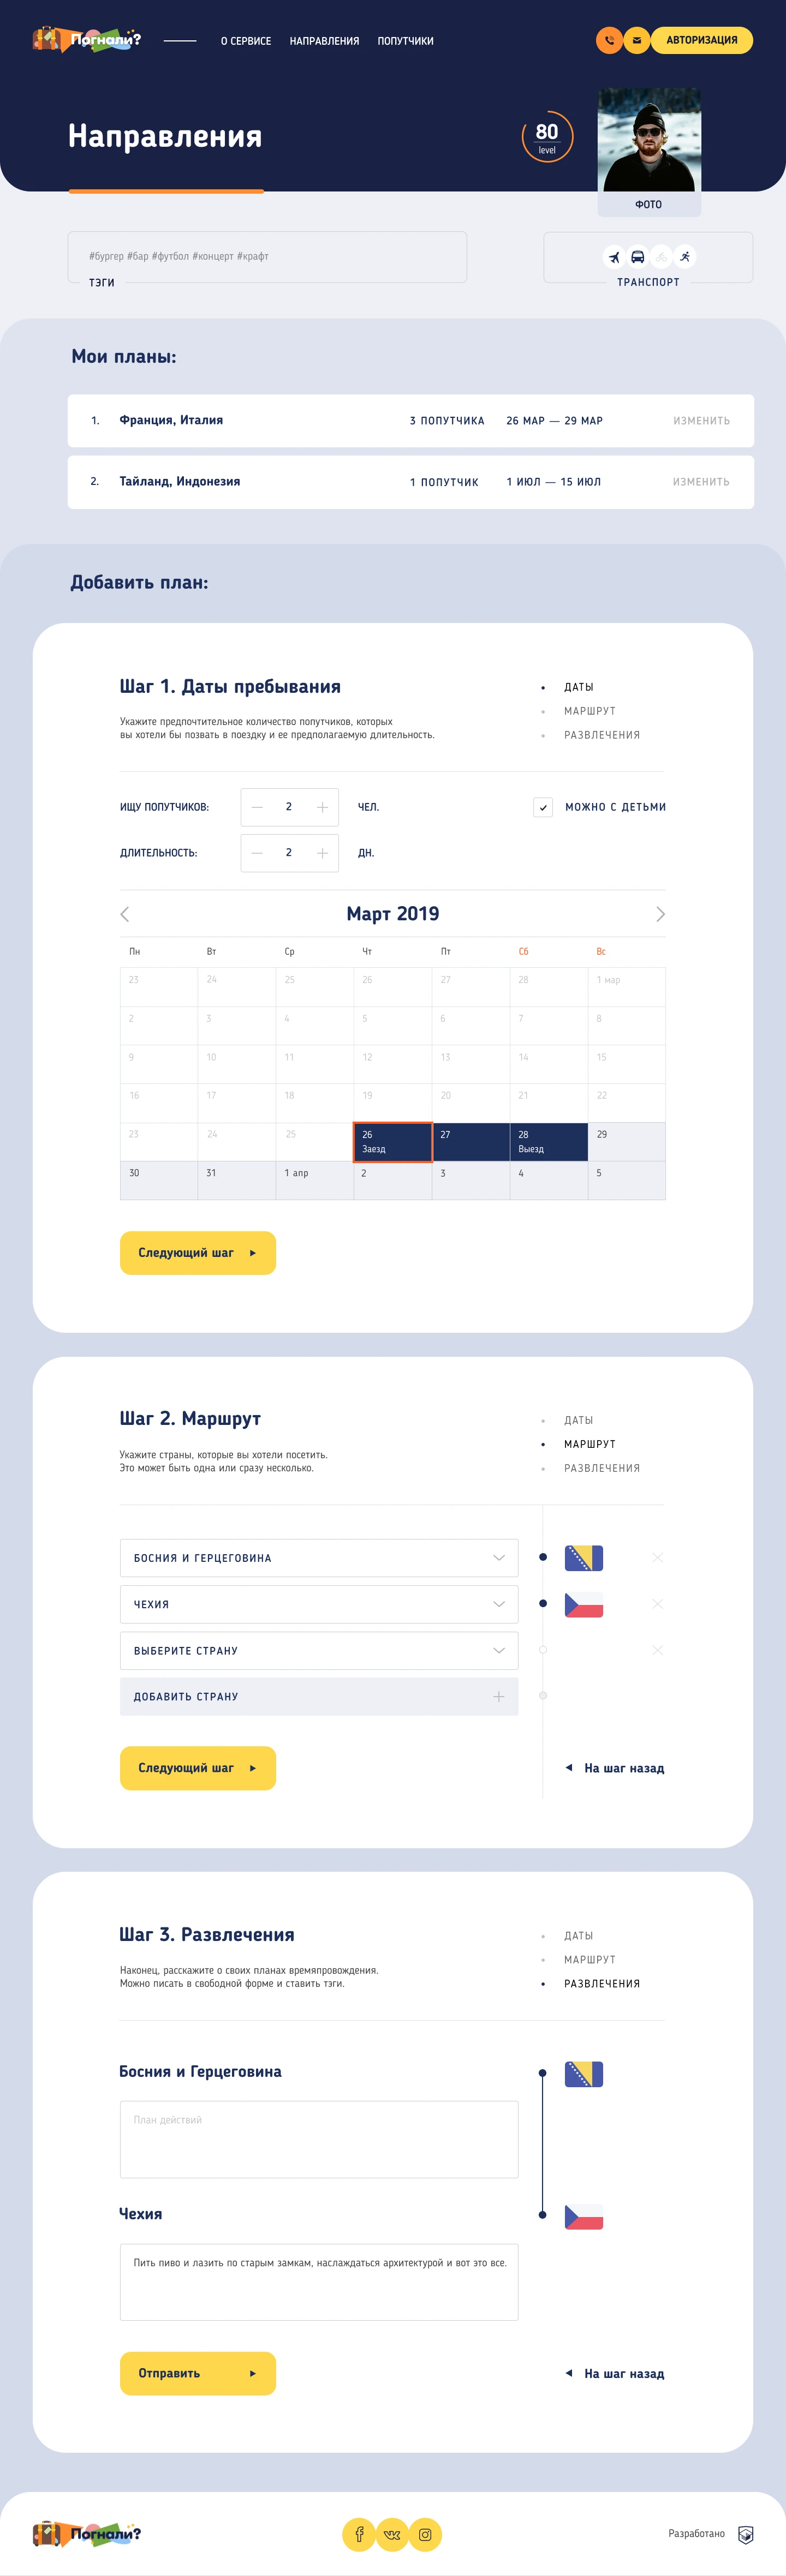 Погнали?
О СЕРВИСЕ НАПРАВЛЕНИЯ ПОПУТЧИКИ
АВТОРИЗАЦИЯ
Направления
80
level
ФОТО
#бургер #бар #футбол #концерт #крафт
ТЭГИ
ТРАНСПОРТ
Мои планы:
1. Франция, Италия 3 ПОПУТЧИКА 26 МАР — 29 МАР ИЗМЕНИТЬ
2. Тайланд, Индонезия 1 ПОПУТЧИК 1 ИЮЛ — 15 ИЮЛ ИЗМЕНИТЬ
Добавить план:
Шаг 1. Даты пребывания
Укажите предпочтительное количество попутчиков, которых
вы хотели бы позвать в поездку и ее предполагаемую длительность.
ДАТЫ
МАРШРУТ
РАЗВЛЕЧЕНИЯ
ИЩУ ПОПУТЧИКОВ: 2 ЧЕЛ. МОЖНО С ДЕТЬМИ
ДЛИТЕЛЬНОСТЬ: 2 ДН.
Март 2019
Пн Вт Ср Чт Пт Сб Вс
23 24 25 26 27 28 1 мар
2 3 4 5 6 7 8
9 10 11 12 13 14 15
16 17 18 19 20 21 22
23 24 25 26 27 28 29
Заезд Выезд
30 31 1 апр 2 3 4 5
Следующий шаг
Шаг 2. Маршрут
Укажите страны, которые вы хотели посетить.
Это может быть одна или сразу несколько.
ДАТЫ
МАРШРУТ
РАЗВЛЕЧЕНИЯ
БОСНИЯ И ГЕРЦЕГОВИНА
ЧЕХИЯ
ВЫБЕРИТЕ СТРАНУ
ДОБАВИТЬ СТРАНУ
Следующий шаг На шаг назад
Шаг 3. Развлечения
Наконец, расскажите о своих планах времяпровождения.
Можно писать в свободной форме и ставить тэги.
ДАТЫ
МАРШРУТ
РАЗВЛЕЧЕНИЯ
Босния и Герцеговина
План действий
Чехия
Пить пиво и лазить по старым замкам, наслаждаться архитектурой и вот это все.
Отправить На шаг назад
Погнали?
Разработано